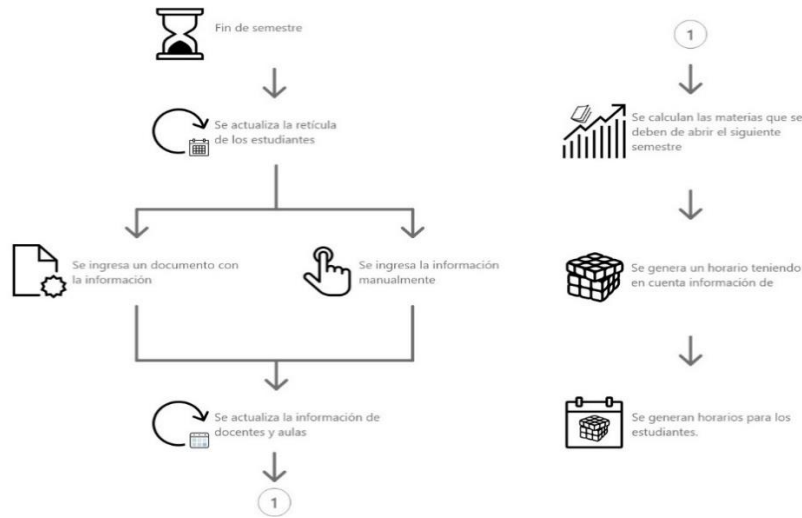 Fin de semestre
Se actualiza la retícula
de los estudiantes
Se ingresa un documento con
la información
Se ingresa la información
manualmente
Se actualiza la información de
docentes y aulas
1
1
Se calculan las materias que se
deben de abrir el siguiente
semestre
Se genera un horario teniendo
en cuenta información de
Se generan horarios para los
estudiantes.